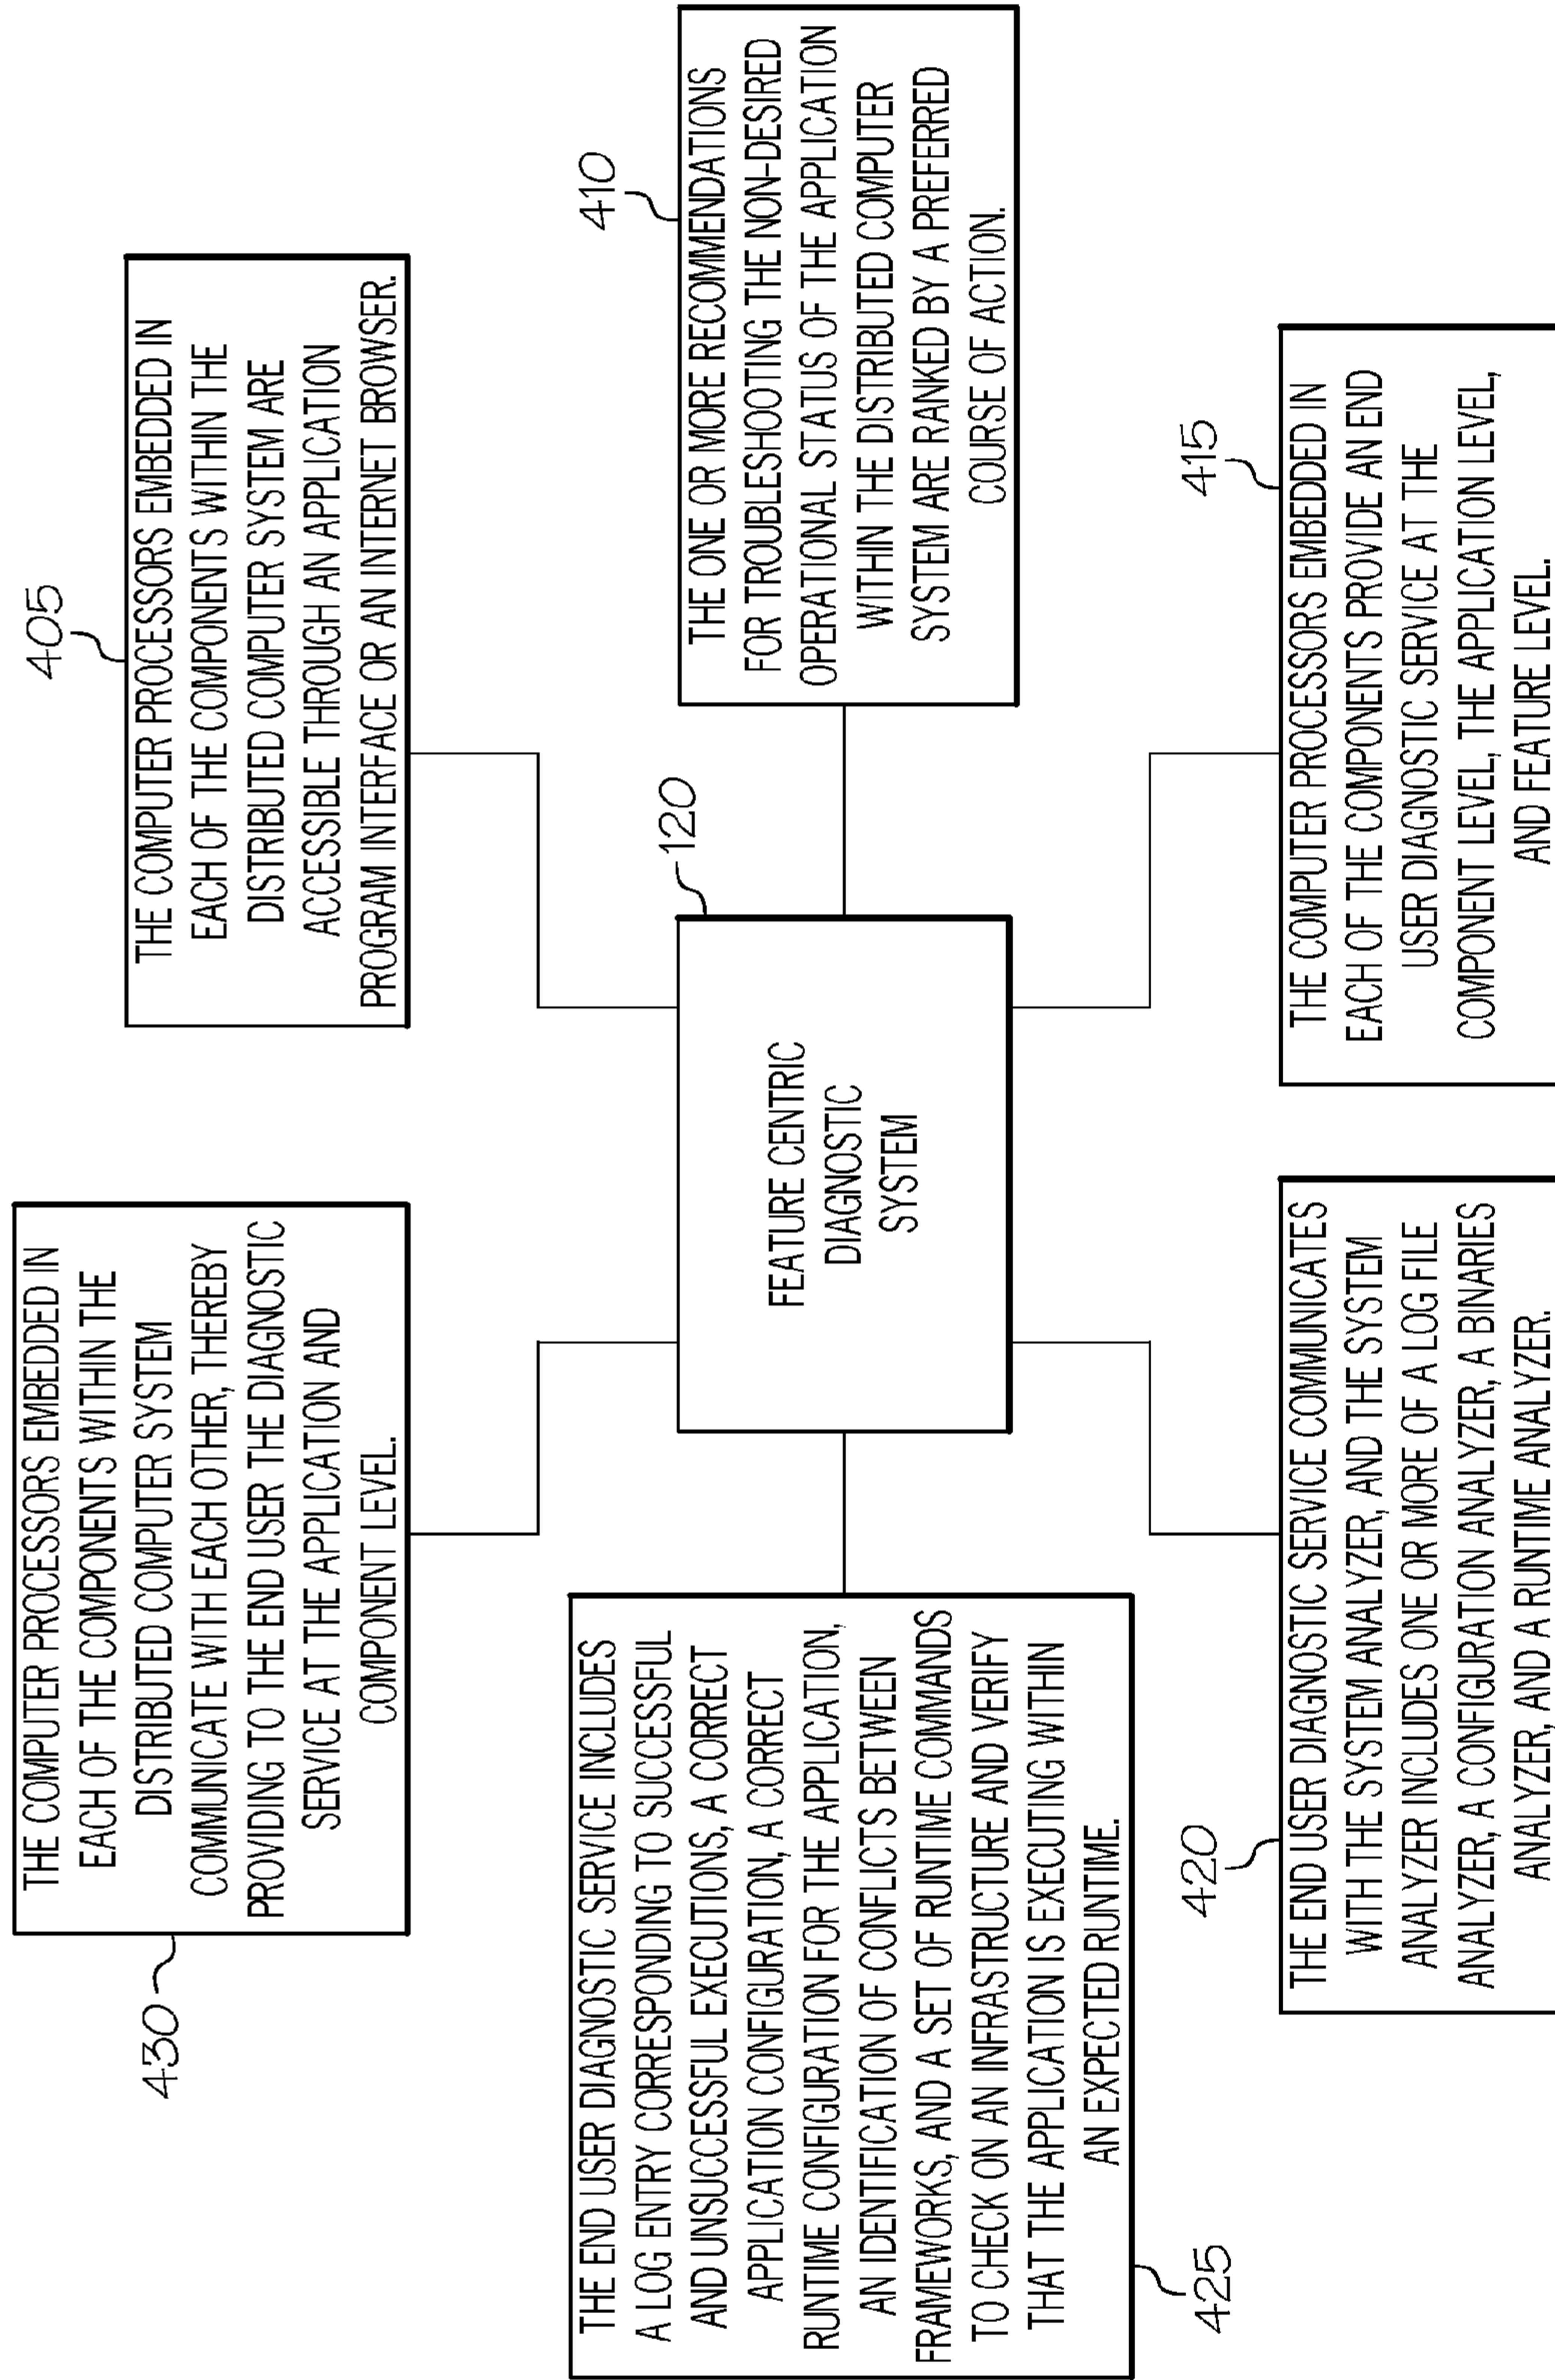 430
THE COMPUTER PROCESSORS EMBEDDED IN
EACH OF THE COMPONENTS WITHIN THE
DISTRIBUTED COMPUTER SYSTEM
COMMUNICATE WITH EACH OTHER, THEREBY
PROVIDING TO THE END USER THE DIAGNOSTIC
SERVICE AT THE APPLICATION AND
COMPONENT LEVEL.
405
THE COMPUTER PROCESSORS EMBEDDED IN
EACH OF THE COMPONENTS WITHIN THE
DISTRIBUTED COMPUTER SYSTEM ARE
ACCESSIBLE THROUGH AN APPLICATION
PROGRAM INTERFACE OR AN INTERNET BROWSER.
425
THE END USER DIAGNOSTIC SERVICE INCLUDES
A LOG ENTRY CORRESPONDING TO SUCCESSFUL
AND UNSUCCESSFUL EXECUTIONS, A CORRECT
APPLICATION CONFIGURATION, A CORRECT
RUNTIME CONFIGURATION FOR THE APPLICATION,
AN IDENTIFICATION OF CONFLICTS BETWEEN
FRAMEWORKS, AND A SET OF RUNTIME COMMANDS
TO CHECK ON AN INFRASTRUCTURE AND VERIFY
THAT THE APPLICATION IS EXECUTING WITHIN
AN EXPECTED RUNTIME.
120
FEATURE CENTRIC
DIAGNOSTIC
SYSTEM
410
THE ONE OR MORE RECOMMENDATIONS
FOR TROUBLESHOOTING THE NON-DESIRED
OPERATIONAL STATUS OF THE APPLICATION
WITHIN THE DISTRIBUTED COMPUTER
SYSTEM ARE RANKED BY A PREFERRED
COURSE OF ACTION.
420
THE END USER DIAGNOSTIC SERVICE COMMUNICATES
WITH THE SYSTEM ANALYZER, AND THE SYSTEM
ANALYZER INCLUDES ONE OR MORE OF A LOG FILE
ANALYZER, A CONFIGURATION ANALYZER, A BINARIES
ANALYZER, AND A RUNTIME ANALYZER.
415
THE COMPUTER PROCESSORS EMBEDDED IN
EACH OF THE COMPONENTS PROVIDE AN END
USER DIAGNOSTIC SERVICE AT THE
COMPONENT LEVEL, THE APPLICATION LEVEL,
AND FEATURE LEVEL.